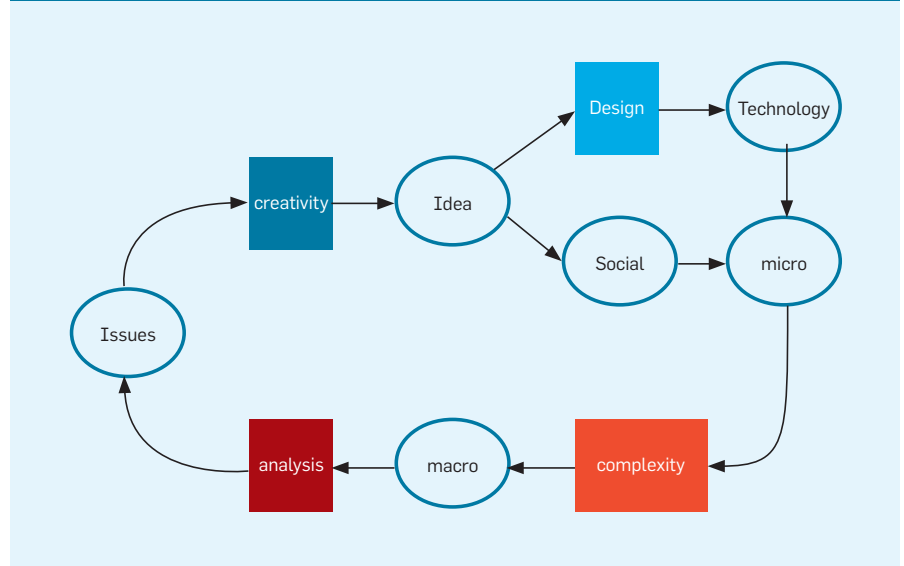 Design
Technology
creativity
Idea
Social
micro
Issues
analysis
macro
complexity